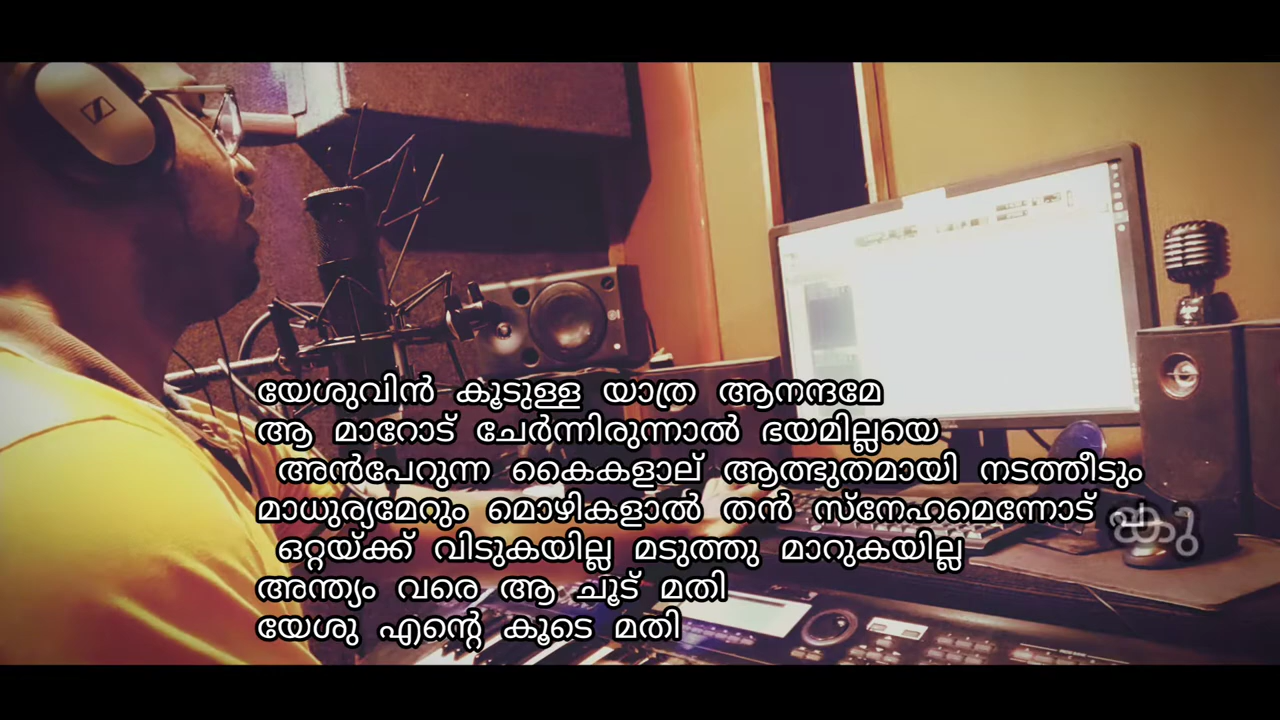 യേശുവിൻ കൂടുള്ള യാത്ര ആനന്ദമേ
ആ മാറോട് ചേർന്നിരുന്നാൽ ഭയമില്ലയെ
അൻപേറുന്ന കൈകളാല് ആത്ഭുതമായി നടത്തീടും
മാധുര്യമേറും മൊഴികളാൽ തൻ സ്നേഹമെന്നോട്
ഒറ്റയ്ക്ക് വിടുകയില്ല മടുത്തു മാറുകയില്ല
അന്ത്യം വരെ ആ ചൂട് മതി
യേശു എന്റെ കൂടെ മതി